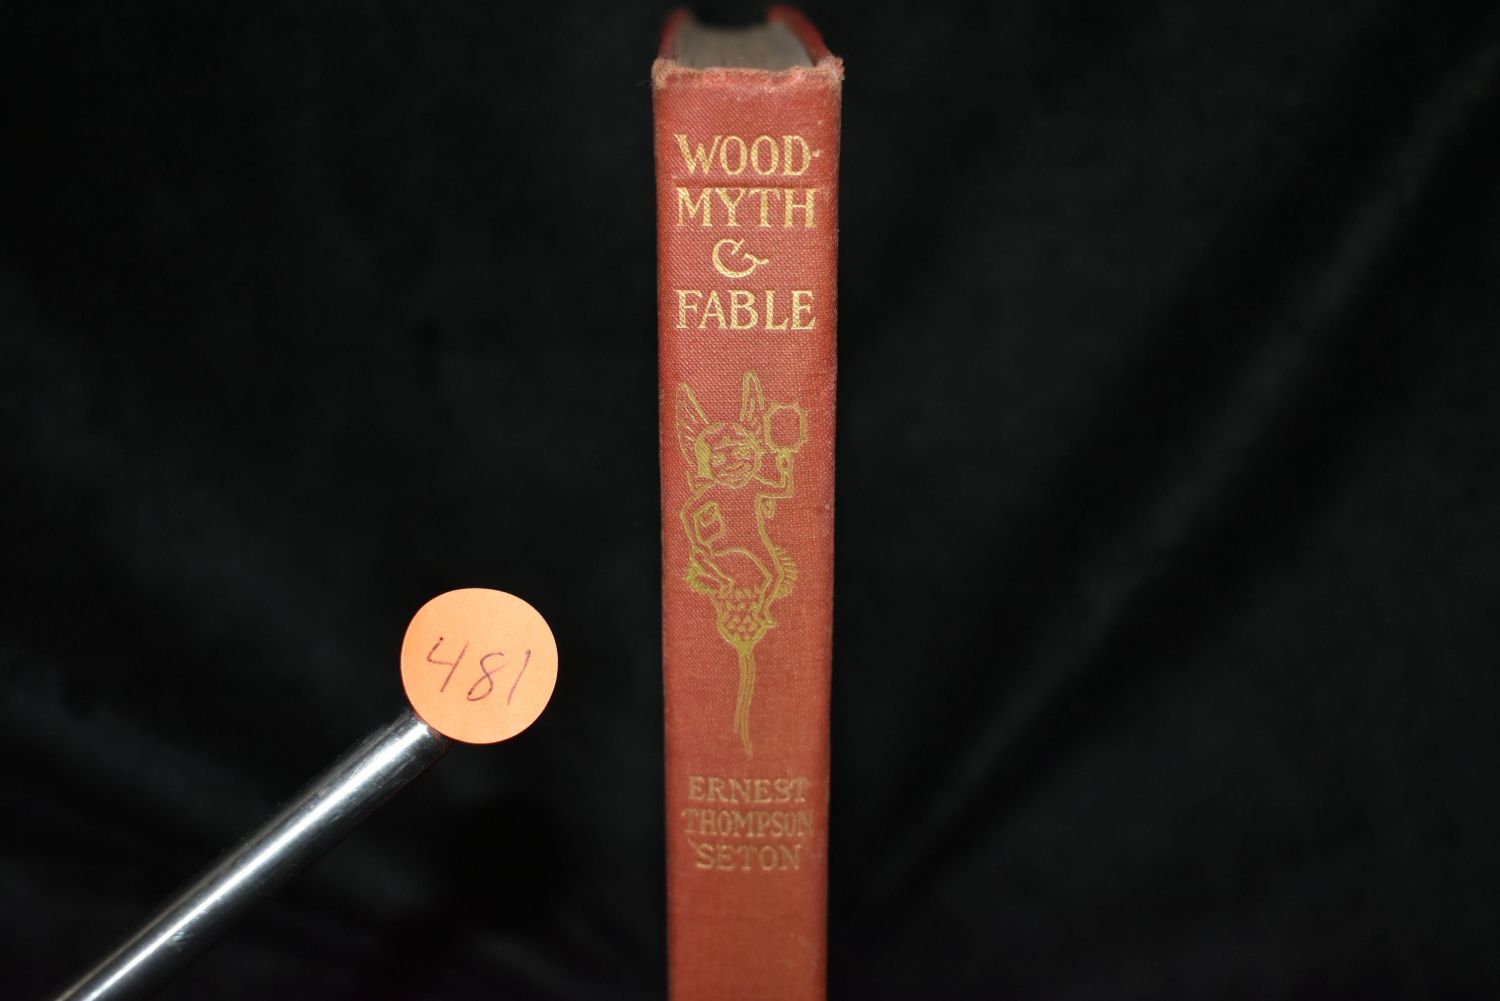 WOOD-
MYTH
&
FABLE
ERNEST
THOMPSON
SETON
481